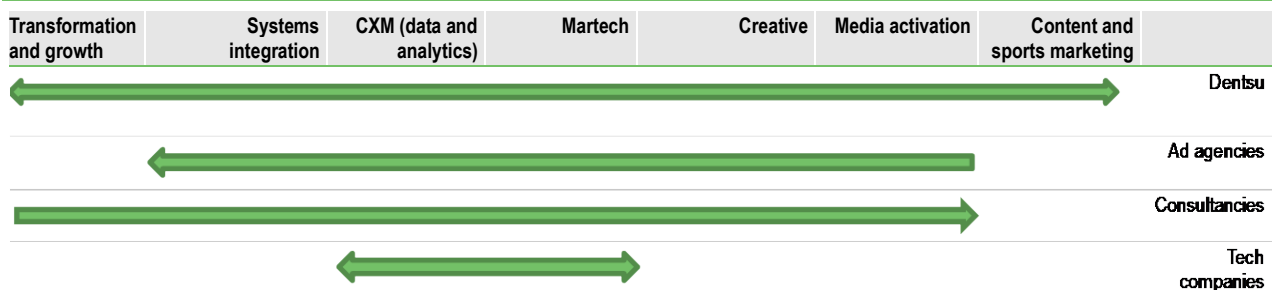 Transformation and growth
Systems integration
CXM (data and analytics)
Martech
Creative
Media activation
Content and sports marketing
Dentsu
Ad agencies
Consultancies
Tech
companies